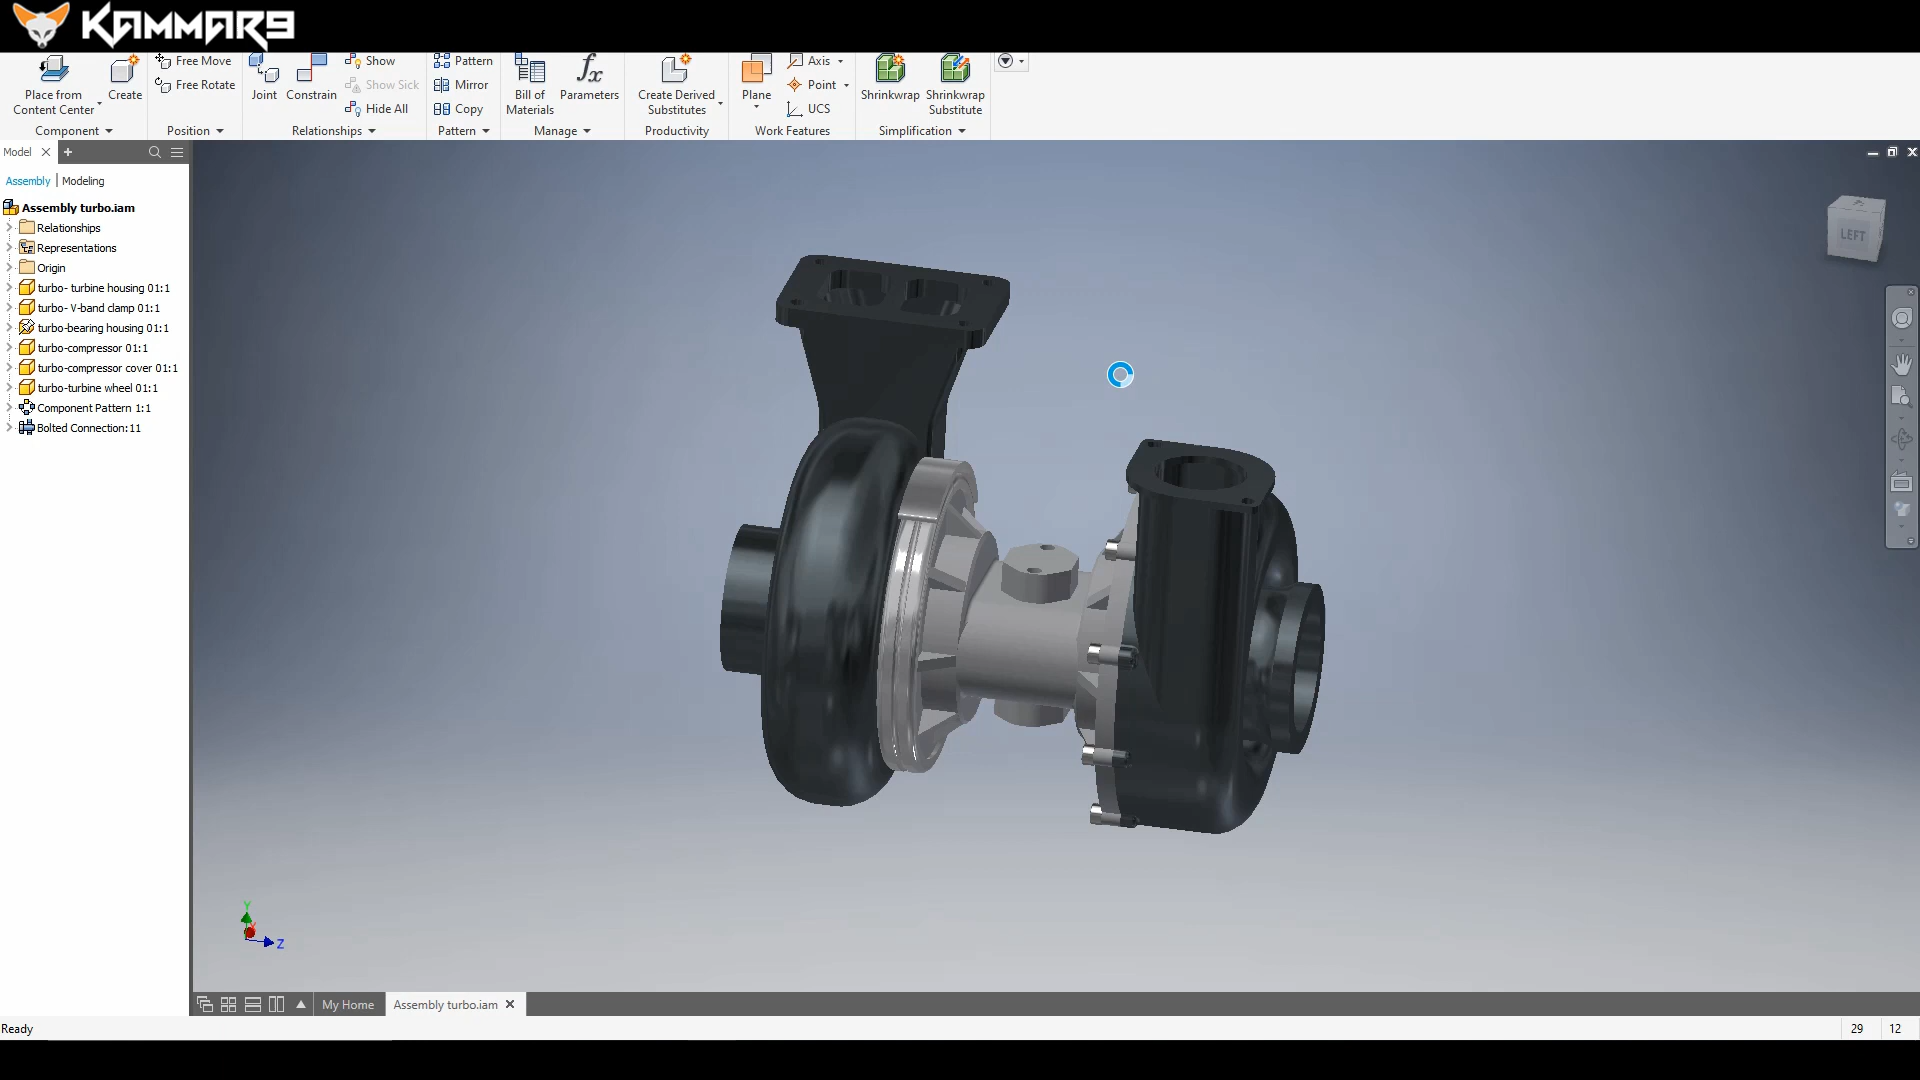 KAMMAR9
Free Move
Free Rotate
Place from
Content Center
Create
Joint
Constrain
Show
Show Sick
Hide All
Pattern
Mirror
Copy
Bill of
Materials
fx
Parameters
Create Derived
Substitutes
Plane
Axis
Point
UCS
Shrinkwrap
Shrinkwrap
Substitute
Component
Position
Relationships
Pattern
Manage
Productivity
Work Features
Simplification
Model
Assembly
Modeling
Assembly turbo.iam
Relationships
Representations
Origin
turbo- turbine housing 01:1
turbo- V-band clamp 01:1
turbo-bearing housing 01:1
turbo-compressor 01:1
turbo-compressor cover 01:1
turbo-turbine wheel 01:1
Component Pattern 1:1
Bolted Connection:11
LEFT
Y
Z
My Home
Assembly turbo.iam
Ready
29
12